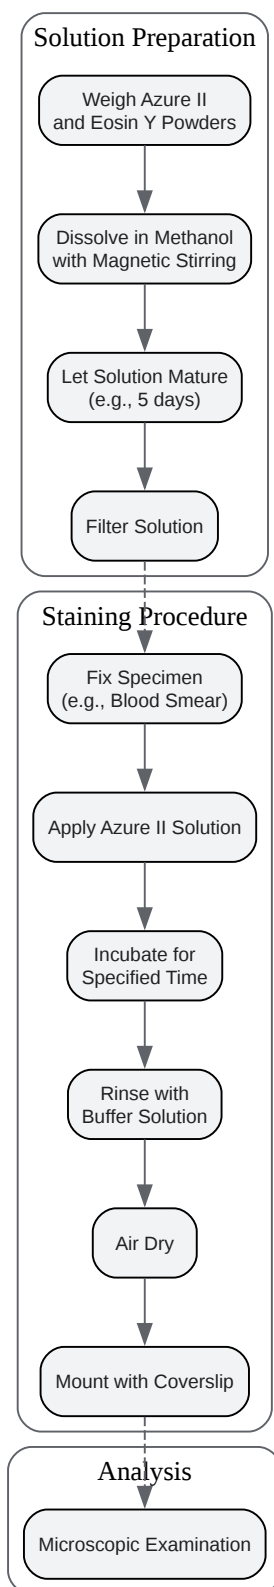 Solution Preparation
Weigh Azure II
and Eosin Y Powders
Dissolve in Methanol
with Magnetic Stirring
Let Solution Mature
(e.g., 5 days)
Filter Solution
Staining Procedure
Fix Specimen
(e.g., Blood Smear)
Apply Azure II Solution
Incubate for
Specified Time
Rinse with
Buffer Solution
Air Dry
Mount with Coverslip
Analysis
Microscopic Examination